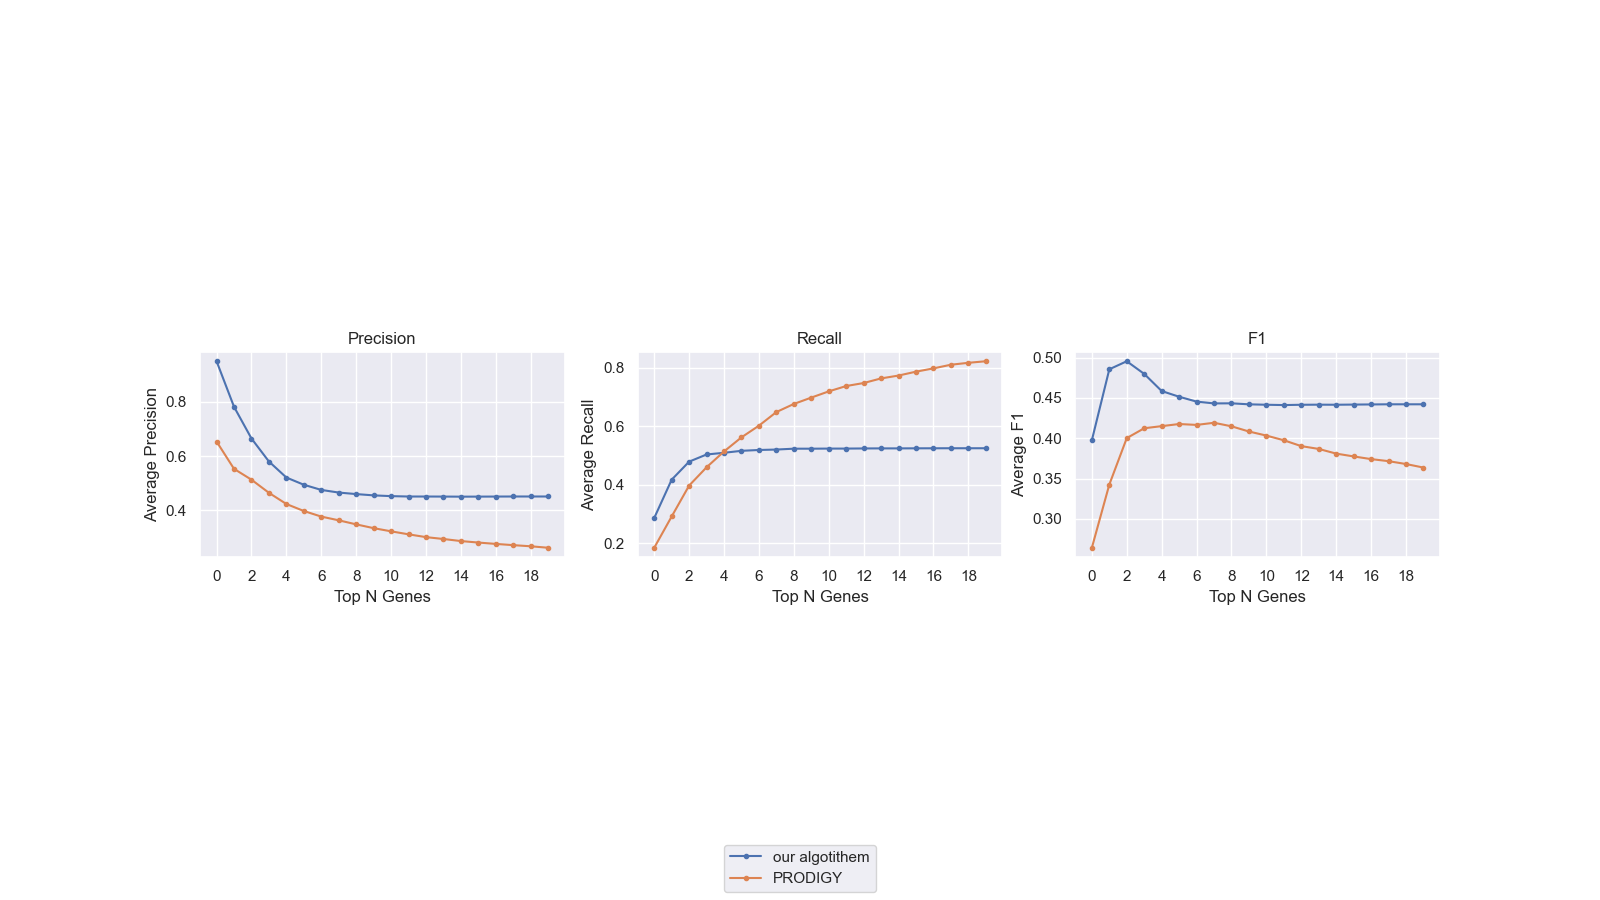 Precision
Average Precision
0.8
0.6
0.4
0 2 4 6 8 10 12 14 16 18
Top N Genes
Recall
Average Recall
0.8
0.6
0.4
0.2
0 2 4 6 8 10 12 14 16 18
Top N Genes
F1
Average F1
0.50
0.45
0.40
0.35
0.30
0 2 4 6 8 10 12 14 16 18
Top N Genes
our algotithem
PRODIGY